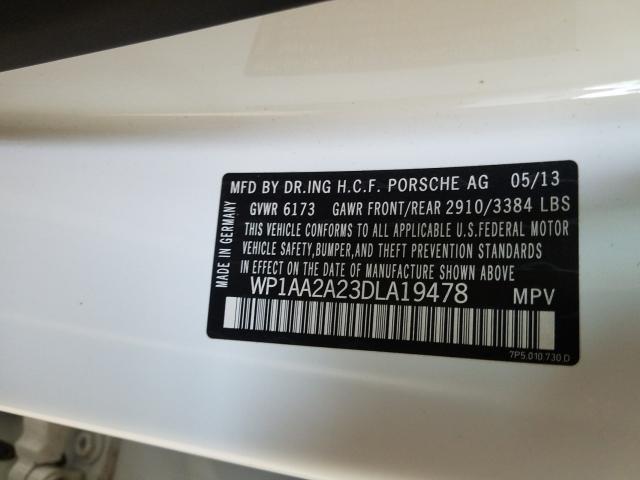 MFD BY DR.ING H.C.F. PORSCHE AG 05/13
GVWR 6173 GAWR FRONT/REAR 2910/3384 LBS
THIS VEHICLE CONFORMS TO ALL APPLICABLE U.S.FEDERAL MOTOR
VEHICLE SAFETY,BUMPER,AND THEFT PREVENTION STANDARDS
IN EFFECT ON THE DATE OF MANUFACTURE SHOWN ABOVE
WP1AA2A23DLA19478 MPV
MADE IN GERMANY
7P5.010.730 D